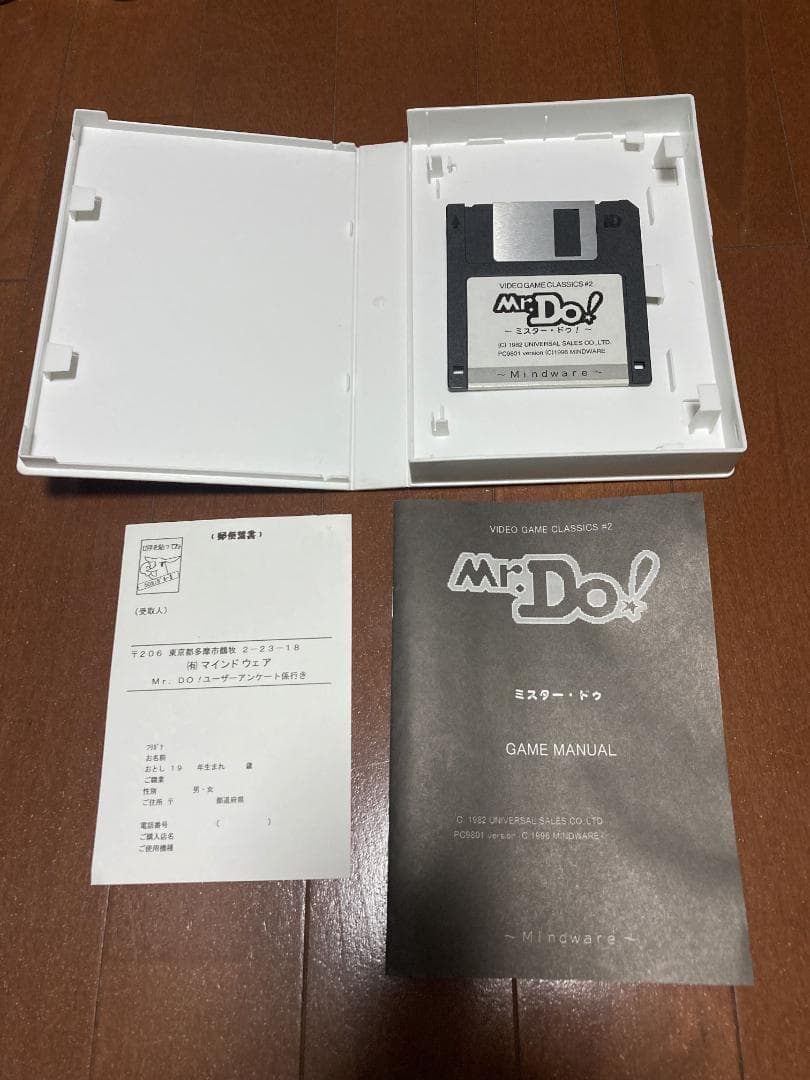 VIDEO GAME CLASSICS #2
Mr. Do!
～ミスター・ドゥ！～
(C) 1982 UNIVERSAL SALES CO.,LTD.
PC9801 version (C)1996 MINDWARE
～Mindware～
(郵便葉書)
(受取人)
〒206 東京都多摩市鶴牧 2－23－18
(有) マインドウェア
Mr. DO！ユーザーアンケート係行き
ﾌﾘｶﾞﾅ
お名前
おとし 19 年生まれ 歳
ご職業
性別 男・女
ご住所 〒 都道府県
電話番号 ( )
ご購入店名
ご使用機種
VIDEO GAME CLASSICS #2
Mr. Do!
ミスター・ドゥ
GAME MANUAL
C 1982 UNIVERSAL SALES CO.,LTD
PC9801 version (C) 1996 MINDWARE
～Mindware～